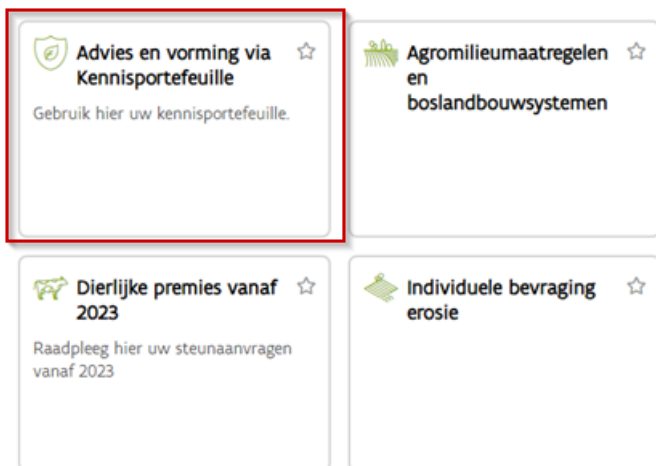 Advies en vorming via
Kennisportefeuille
Gebruik hier uw kennisportefeuille.
Agromilieumaatregelen
en
boslandbouwsystemen
Dierlijke premies vanaf
2023
Raadpleeg hier uw steunaanvragen
vanaf 2023
Individuele bevraging
erosie